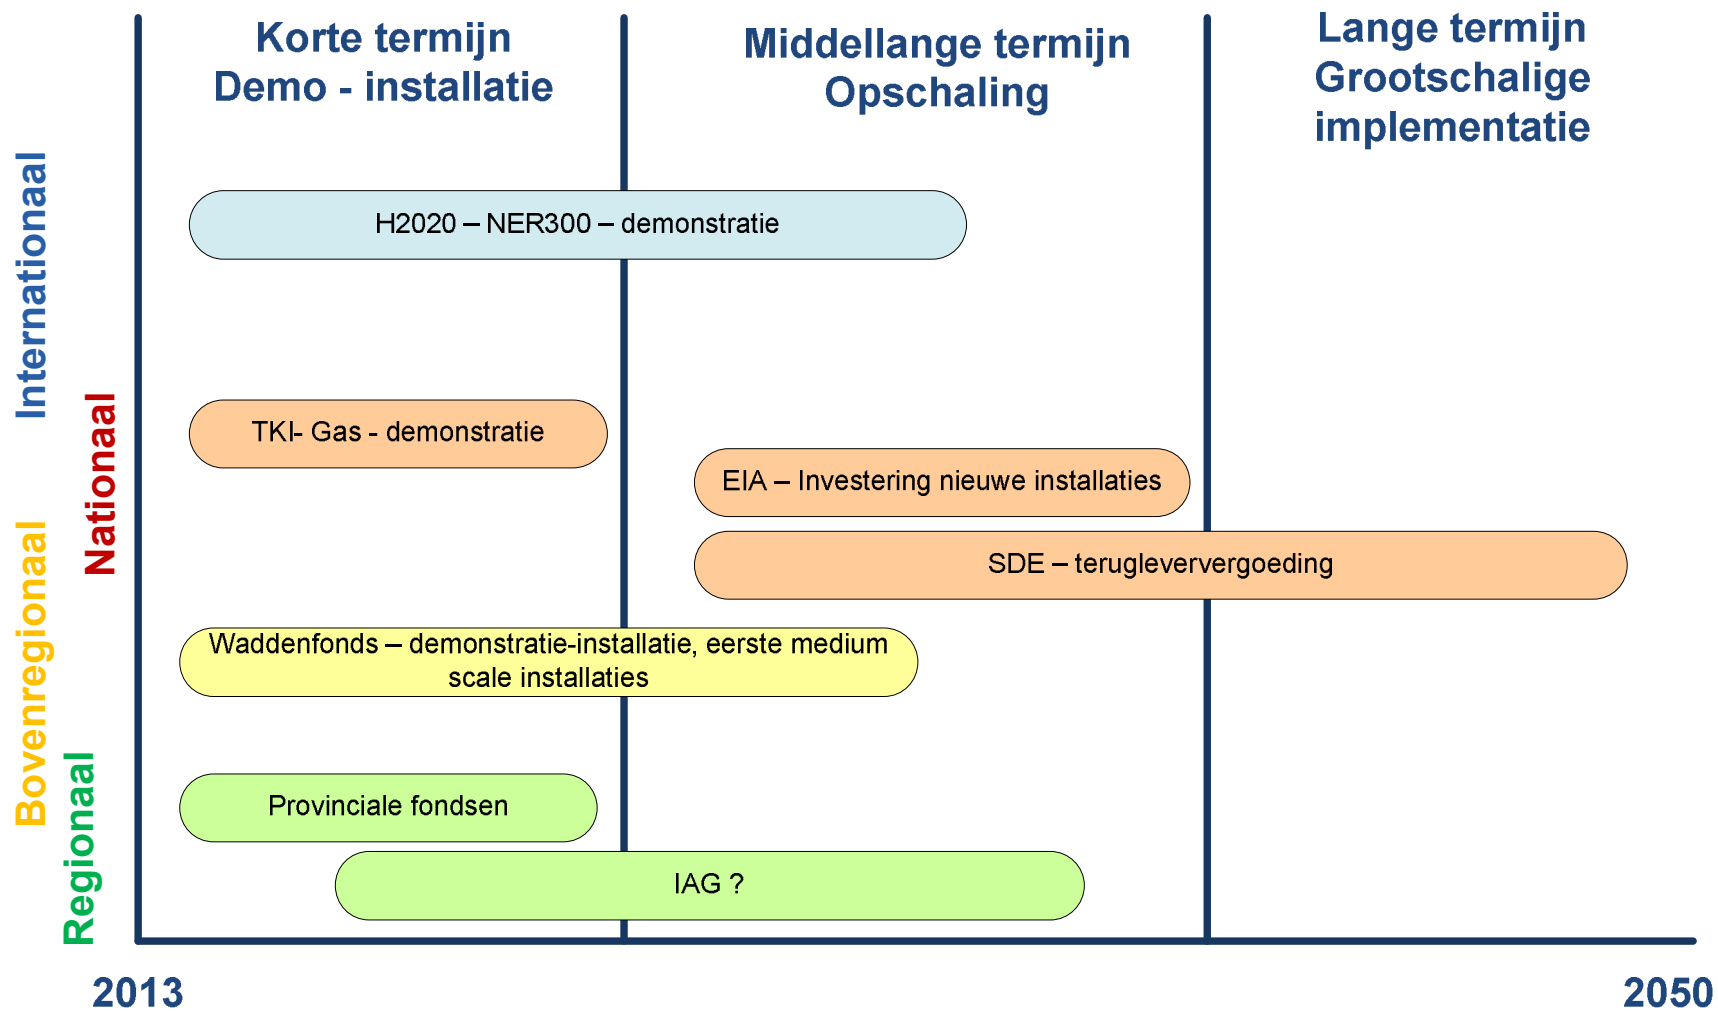 Korte termijn
Demo - installatie
Middellange termijn
Opschaling
Lange termijn
Grootschalige
implementatie
Internationaal
H2020 – NER300 – demonstratie
Nationaal
TKI- Gas - demonstratie
EIA – Investering nieuwe installaties
SDE – terugleververgoeding
Bovenregionaal
Waddenfonds – demonstratie-installatie, eerste medium
scale installaties
Regionaal
Provinciale fondsen
IAG ?
2013
2050